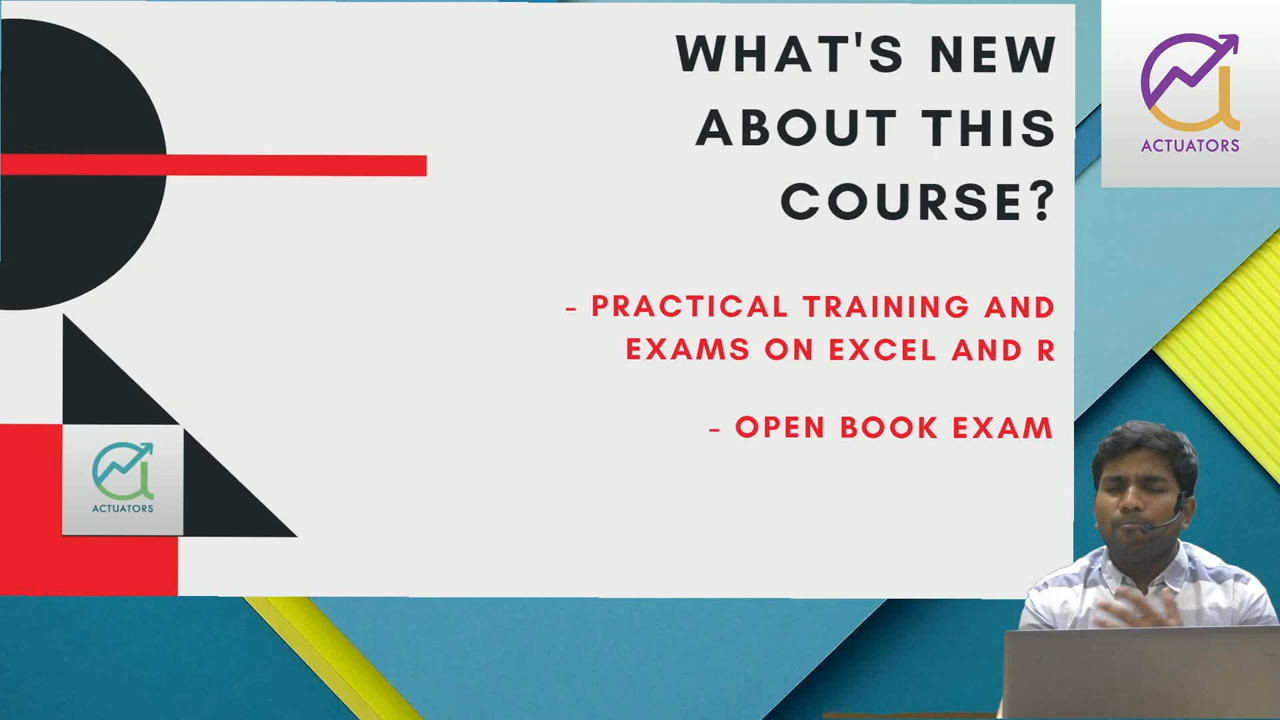 WHAT'S NEW
ABOUT THIS
COURSE?
- PRACTICAL TRAINING AND
EXAMS ON EXCEL AND R
- OPEN BOOK EXAM
ACTUATORS
ACTUATORS